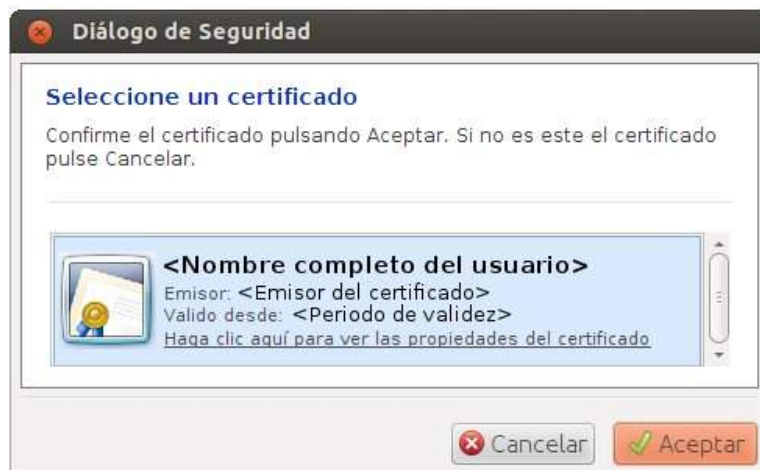 Diálogo de Seguridad
Seleccione un certificado
Confirme el certificado pulsando Aceptar. Si no es este el certificado
pulse Cancelar.
<Nombre completo del usuario>
Emisor: <Emisor del certificado>
Valido desde: <Periodo de validez>
Haga clic aquí para ver las propiedades del certificado
Cancelar
Aceptar